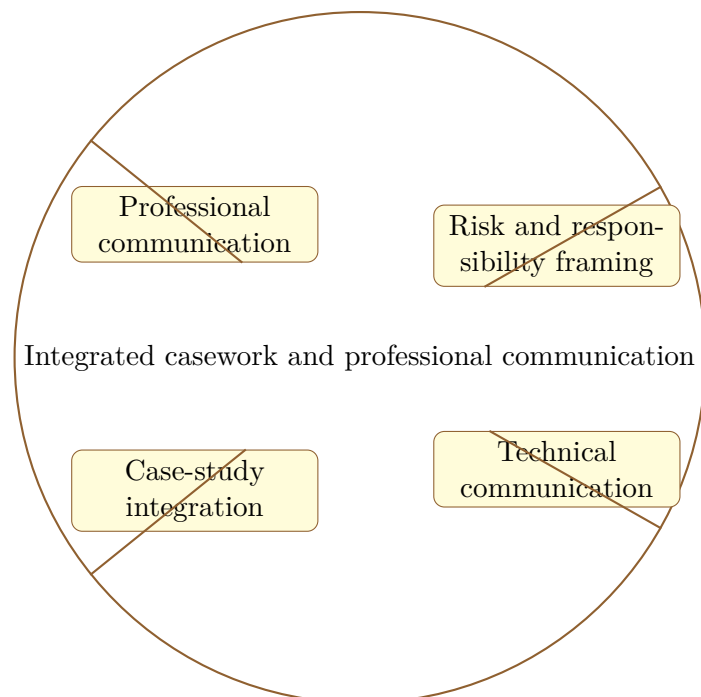 Professional
communication
Risk and respon-
sibility framing
Integrated casework and professional communication
Case-study
integration
Technical
communication